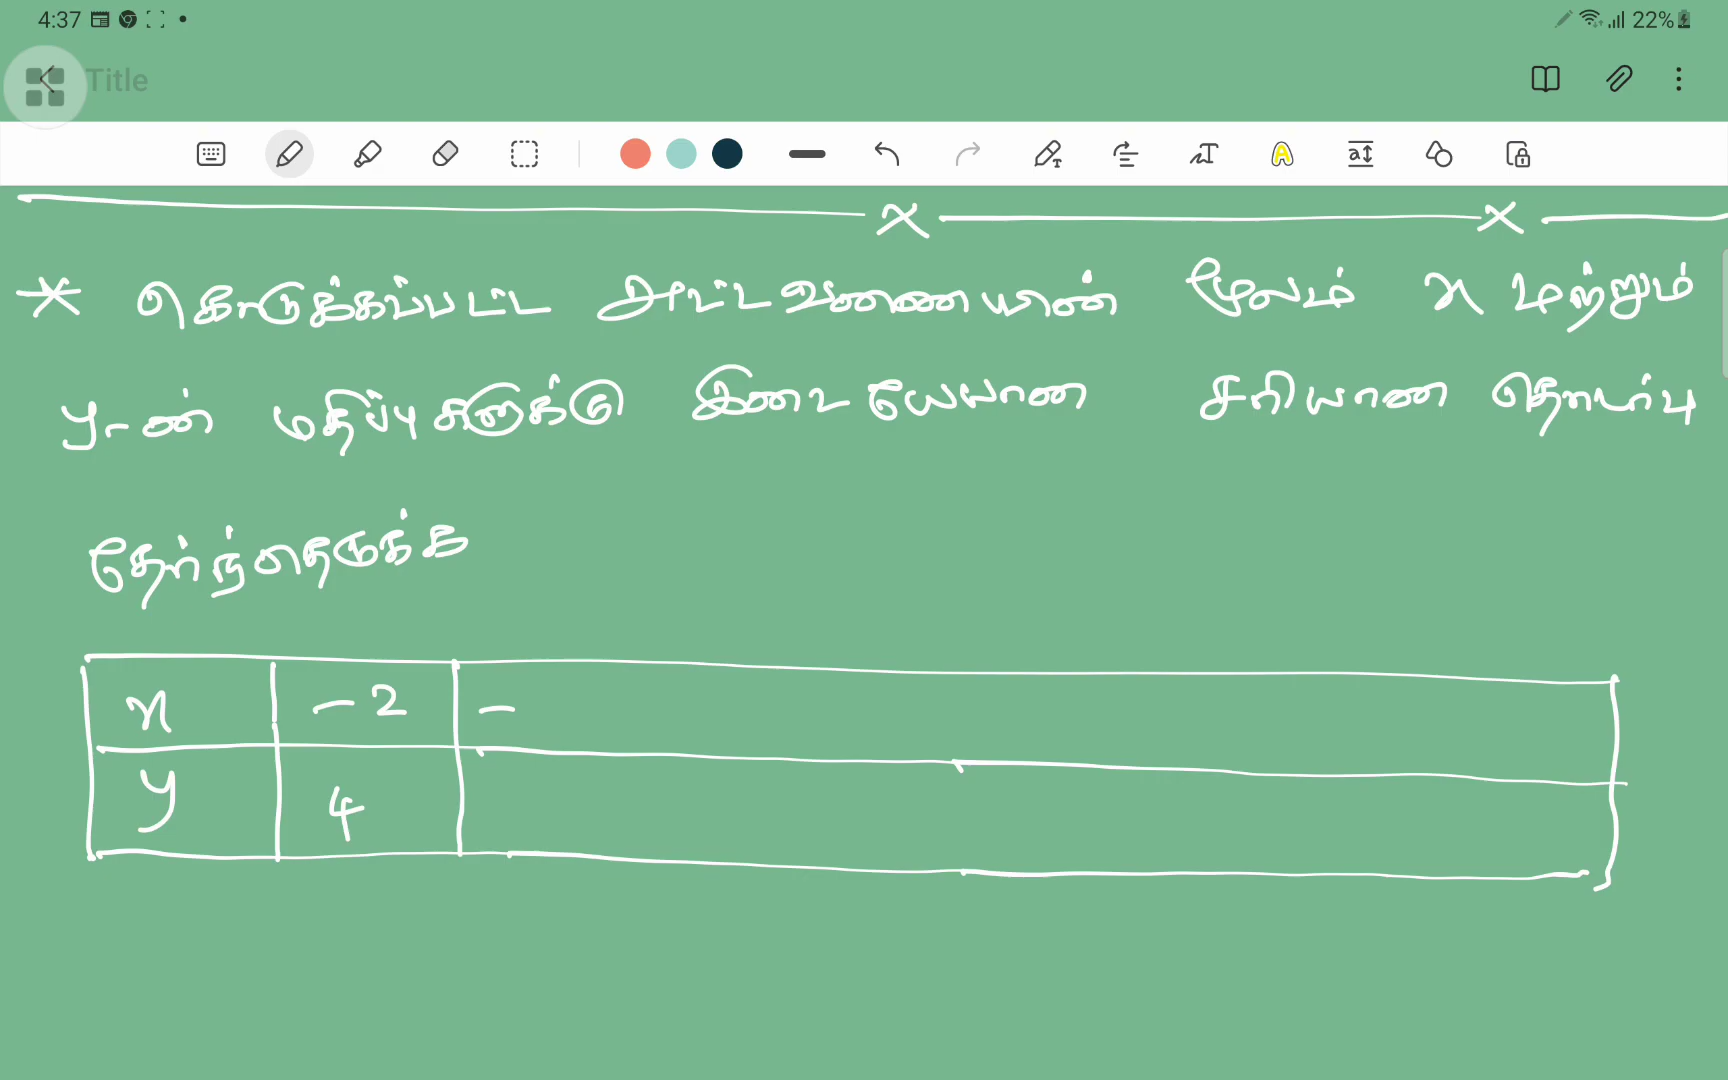 4:37
22%
Title
x x
* கொடுக்கப்பட்ட அட்டவணையின் மூலம் x மற்றும்
y-ன் மதிப்புகளுக்கு இடையேயான சரியான தொடர்பு
தேர்ந்தெடுக்க
x -2 -
y 4